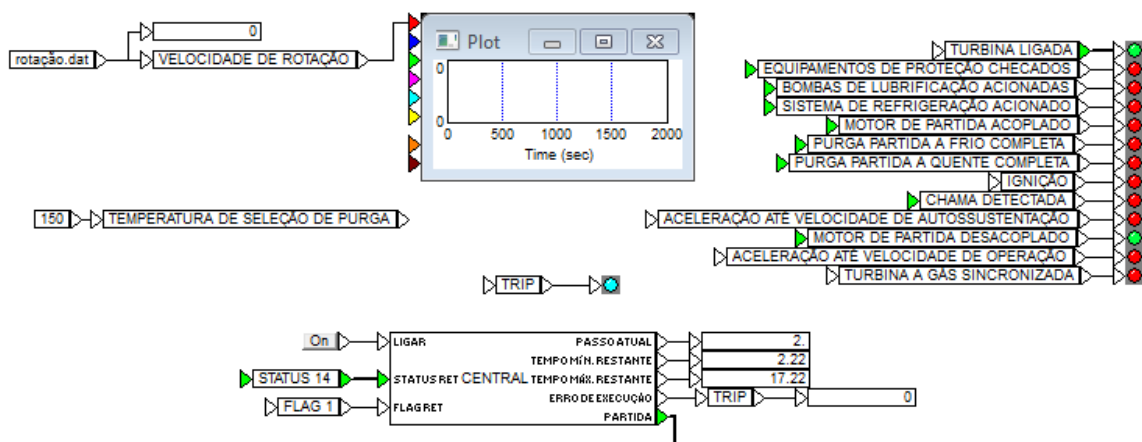 0
rotação.dat
VELOCIDADE DE ROTAÇÃO
Plot
0
0
0 500 1000 1500 2000
Time (sec)
TURBINA LIGADA
EQUIPAMENTOS DE PROTEÇÃO CHECADOS
BOMBAS DE LUBRIFICAÇÃO ACIONADAS
SISTEMA DE REFRIGERAÇÃO ACIONADO
MOTOR DE PARTIDA ACOPLADO
PURGA PARTIDA A FRIO COMPLETA
PURGA PARTIDA A QUENTE COMPLETA
IGNIÇÃO
CHAMA DETECTADA
ACELERAÇÃO ATÉ VELOCIDADE DE AUTOSSUSTENTAÇÃO
MOTOR DE PARTIDA DESACOPLADO
ACELERAÇÃO ATÉ VELOCIDADE DE OPERAÇÃO
TURBINA A GÁS SINCRONIZADA
150
TEMPERATURA DE SELEÇÃO DE PURGA
TRIP
On
LIGAR
PASSO ATUAL
2.
TEMPO MÍN. RESTANTE
2.22
STATUS 14
STATUS RET
CENTRAL
TEMPO MÁX. RESTANTE
17.22
ERRO DE EXECUÇÃO
TRIP
0
FLAG 1
FLAG RET
PARTIDA